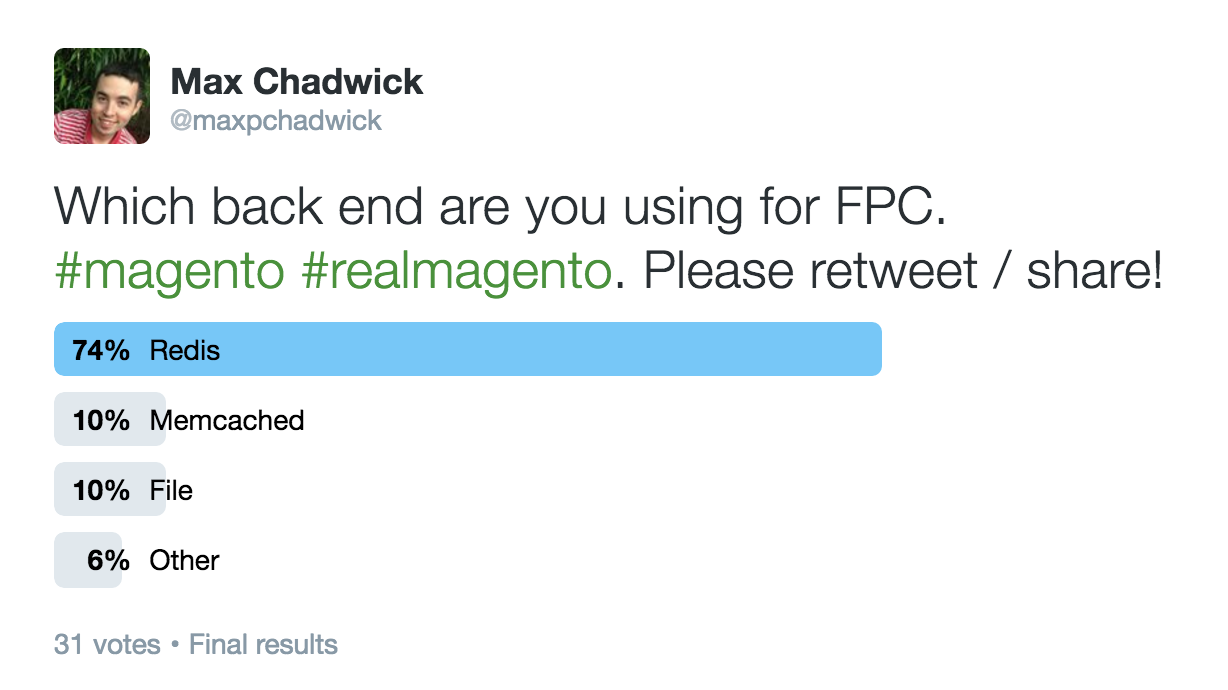 Max Chadwick
@maxpchadwick
Which back end are you using for FPC.
#magento #realmagento. Please retweet / share!
74% Redis
10% Memcached
10% File
6% Other
31 votes • Final results